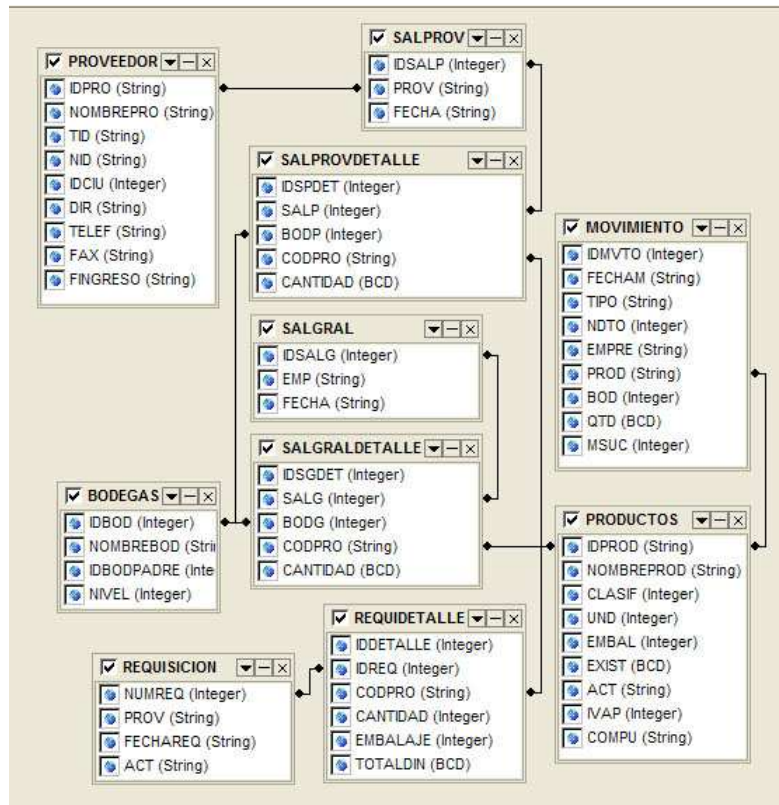 PROVEEDOR
IDPRO (String)
NOMBREPRO (String)
TID (String)
NID (String)
IDCIU (Integer)
DIR (String)
TELEF (String)
FAX (String)
FINGRESO (String)
SALPROV
IDSALP (Integer)
PROV (String)
FECHA (String)
SALPROVDETALLE
IDSPDET (Integer)
SALP (Integer)
BODP (Integer)
CODPRO (String)
CANTIDAD (BCD)
MOVIMIENTO
IDMVTO (Integer)
FECHAM (String)
TIPO (String)
NDTO (Integer)
EMPRE (String)
PROD (String)
BOD (Integer)
QTD (BCD)
MSUC (Integer)
SALGRAL
IDSALG (Integer)
EMP (String)
FECHA (String)
SALGRALDETALLE
IDSGDET (Integer)
SALG (Integer)
BODG (Integer)
CODPRO (String)
CANTIDAD (BCD)
BODEGAS
IDBOD (Integer)
NOMBREBOD (Strin
IDBODPADRE (Inte
NIVEL (Integer)
PRODUCTOS
IDPROD (String)
NOMBREPROD (String)
CLASIF (Integer)
UND (Integer)
EMBAL (Integer)
EXIST (BCD)
ACT (String)
IVAP (Integer)
COMPU (String)
REQUIDETALLE
IDDETALLE (Integer)
IDREQ (Integer)
CODPRO (String)
CANTIDAD (Integer)
EMBALAJE (Integer)
TOTALDIN (BCD)
REQUISICION
NUMREQ (Integer)
PROV (String)
FECHAREQ (String)
ACT (String)